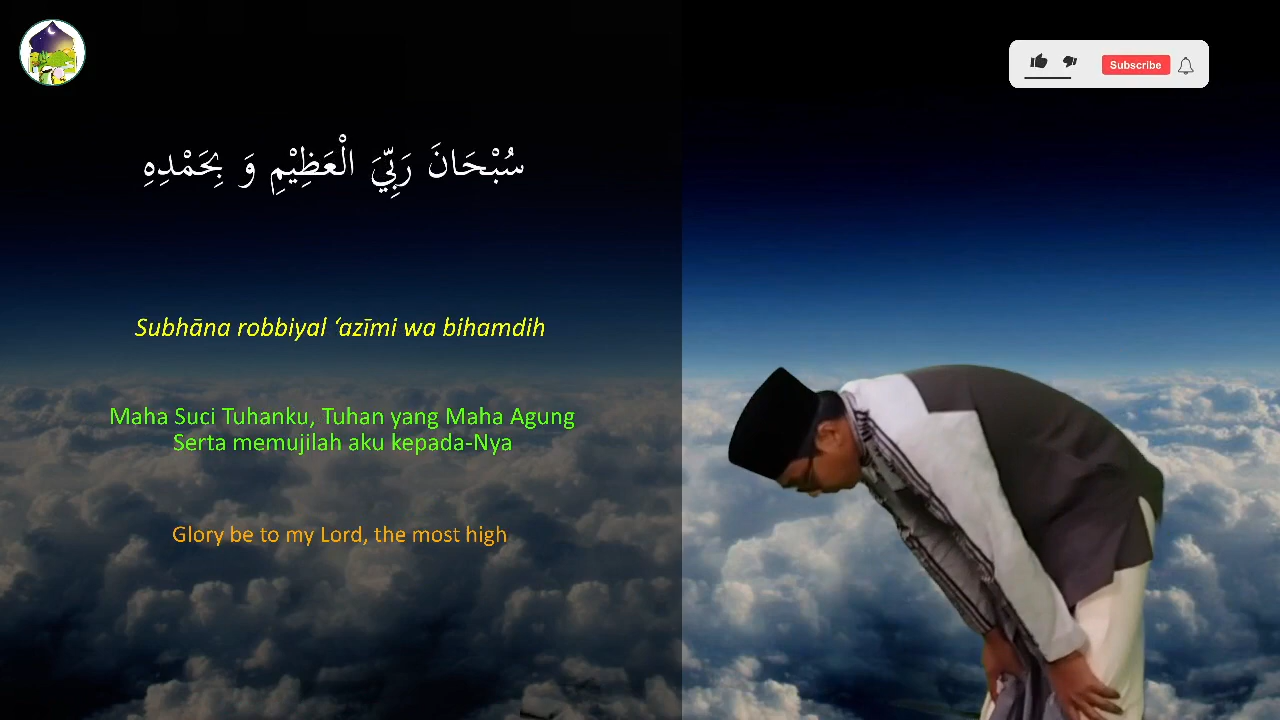 Subscribe
سُبْحَانَ رَبِّيَ الْعَظِيْمِ وَ بِحَمْدِهِ
Subhāna robbiyal ‘azīmi wa bihamdih
Maha Suci Tuhanku, Tuhan yang Maha Agung
Serta memujilah aku kepada-Nya
Glory be to my Lord, the most high